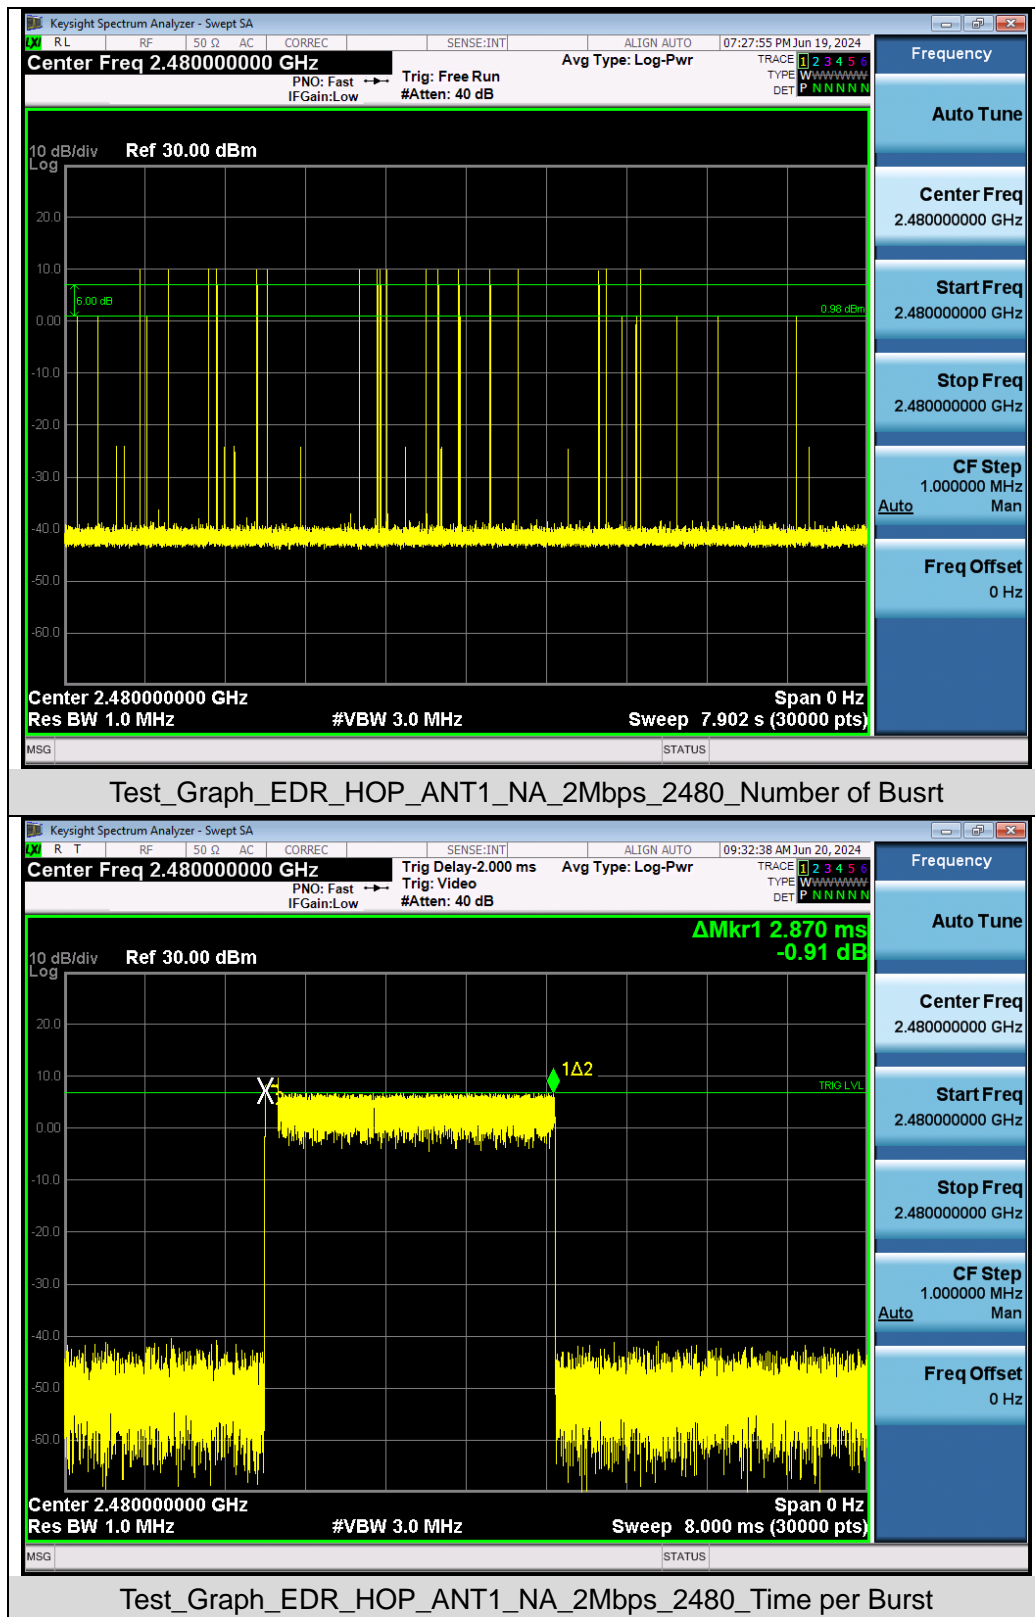 Keysight Spectrum Analyzer - Swept SA
LXI RL RF 50 Ω AC CORREC SENSE:INT ALIGN AUTO 07:27:55 PM Jun 19, 2024
Center Freq 2.480000000 GHz Avg Type: Log-Pwr TRACE 1 2 3 4 5 6
PNO: Fast Trig: Free Run TYPE WWWWWW
IFGain:Low #Atten: 40 dB DET P N N N N N
10 dB/div Ref 30.00 dBm
Log
20.0
10.0
6.00 dB
0.98 dBm
0.00
-10.0
-20.0
-30.0
-40.0
-50.0
-60.0
Center 2.480000000 GHz Span 0 Hz
Res BW 1.0 MHz #VBW 3.0 MHz Sweep 7.902 s (30000 pts)
MSG STATUS
Frequency
Auto Tune
Center Freq
2.480000000 GHz
Start Freq
2.480000000 GHz
Stop Freq
2.480000000 GHz
CF Step
1.000000 MHz
Auto Man
Freq Offset
0 Hz
Test_Graph_EDR_HOP_ANT1_NA_2Mbps_2480_Number of Busrt
Keysight Spectrum Analyzer - Swept SA
LXI R T RF 50 Ω AC CORREC SENSE:INT ALIGN AUTO 09:32:38 AM Jun 20, 2024
Center Freq 2.480000000 GHz Trig Delay-2.000 ms Avg Type: Log-Pwr TRACE 1 2 3 4 5 6
PNO: Fast Trig: Video TYPE WWWWWW
IFGain:Low #Atten: 40 dB DET P N N N N N
ΔMkr1 2.870 ms
10 dB/div Ref 30.00 dBm -0.91 dB
Log
20.0
1Δ2
10.0
TRIG LVL
0.00
-10.0
-20.0
-30.0
-40.0
-50.0
-60.0
Center 2.480000000 GHz Span 0 Hz
Res BW 1.0 MHz #VBW 3.0 MHz Sweep 8.000 ms (30000 pts)
MSG STATUS
Frequency
Auto Tune
Center Freq
2.480000000 GHz
Start Freq
2.480000000 GHz
Stop Freq
2.480000000 GHz
CF Step
1.000000 MHz
Auto Man
Freq Offset
0 Hz
Test_Graph_EDR_HOP_ANT1_NA_2Mbps_2480_Time per Burst